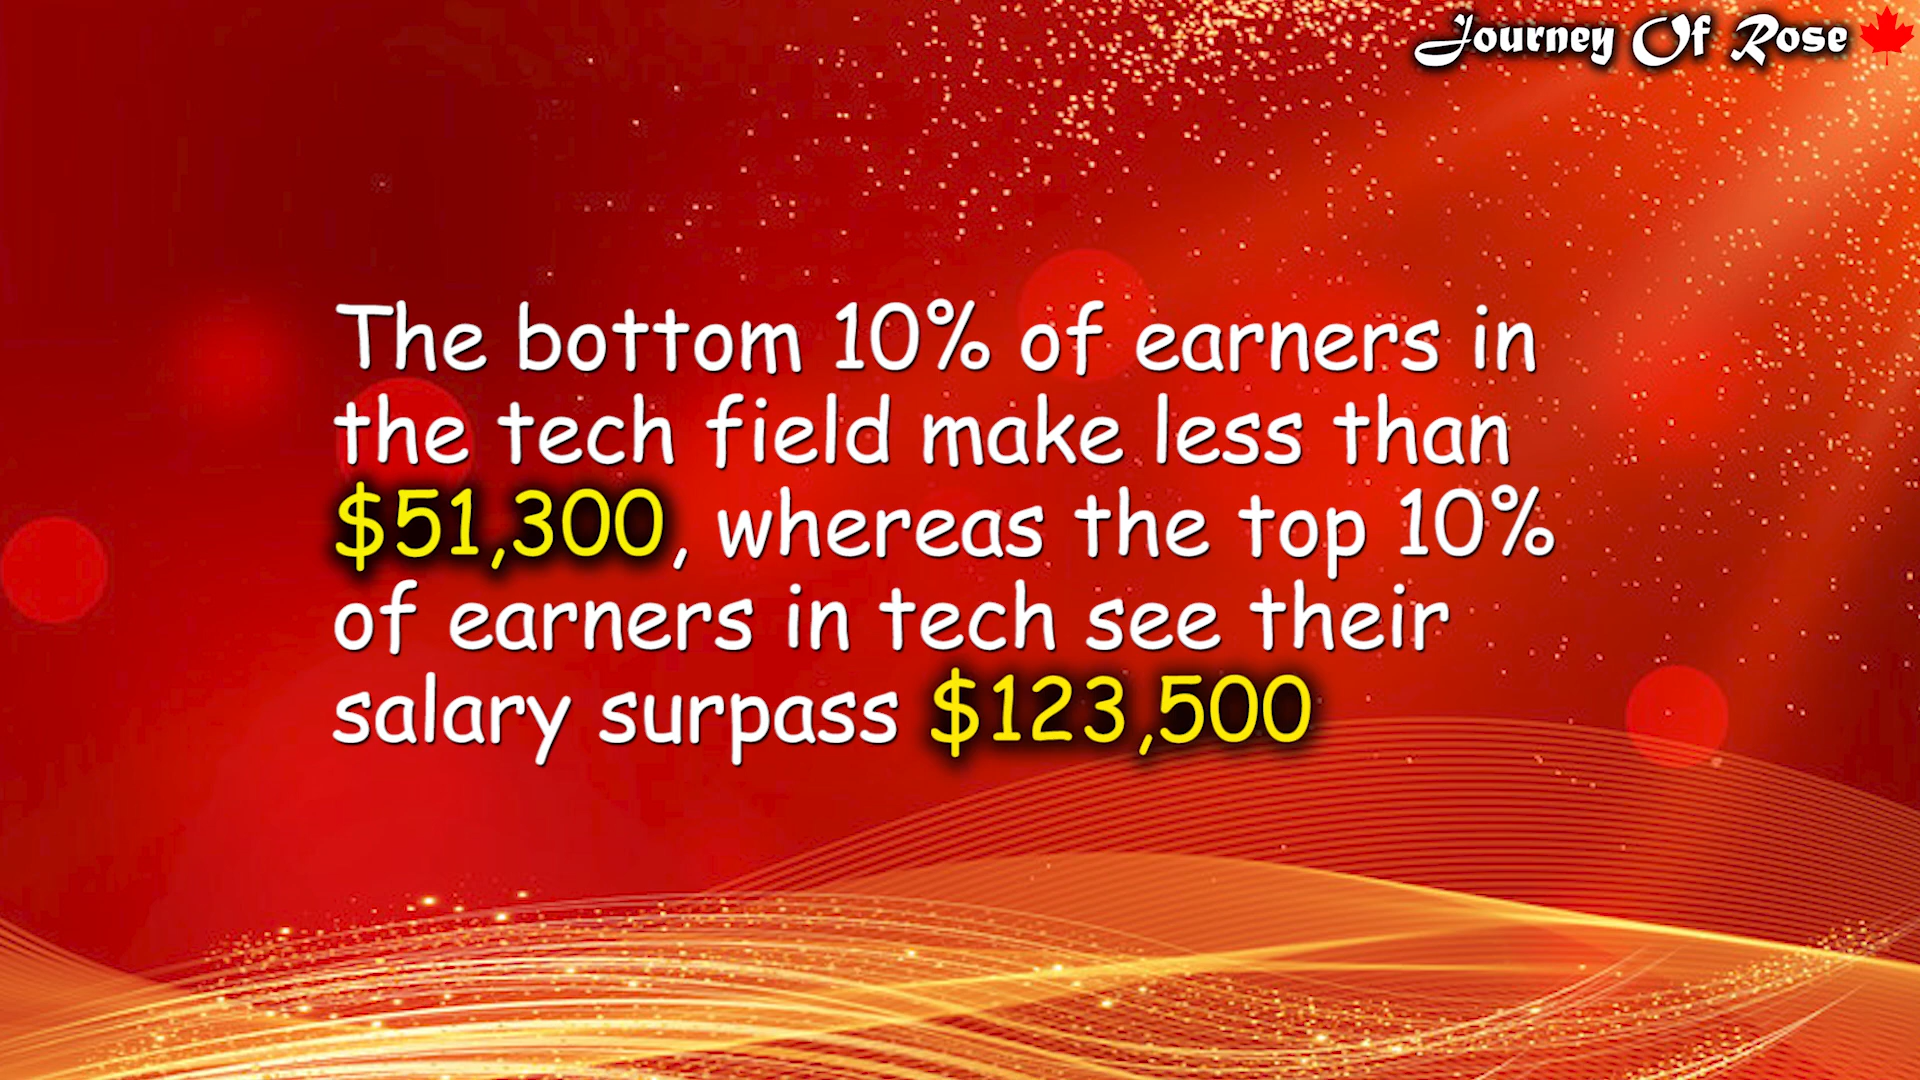 Journey Of Rose
The bottom 10% of earners in
the tech field make less than
$51,300, whereas the top 10%
of earners in tech see their
salary surpass $123,500